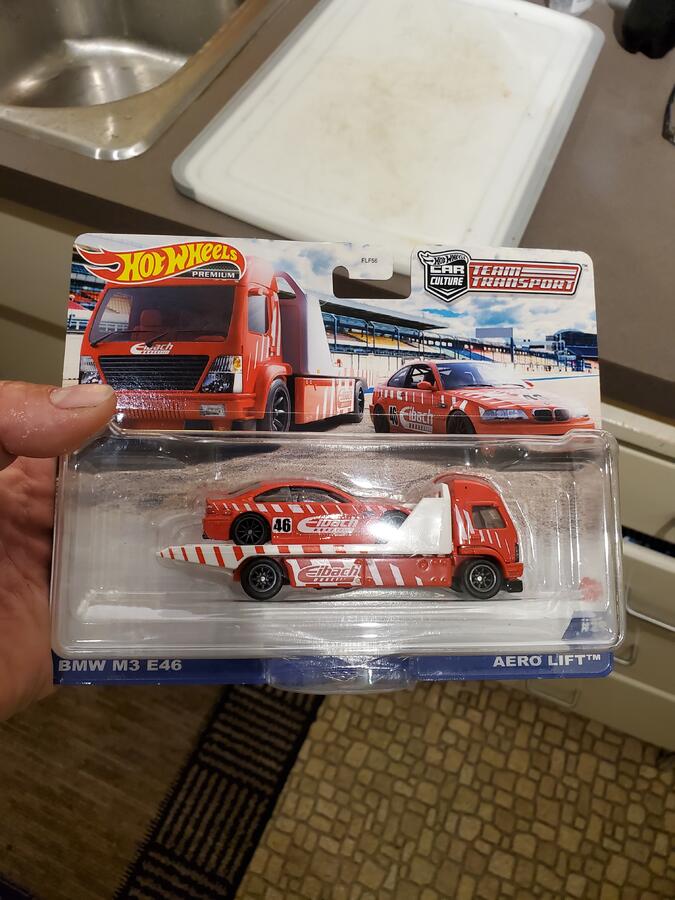 HOT WHEELS
PREMIUM
FLF56
HOT WHEELS
CAR
CULTURE
TEAM
TRANSPORT
Eibach
46
Eibach
46
Eibach
Eibach
BMW M3 E46
AERO LIFT™